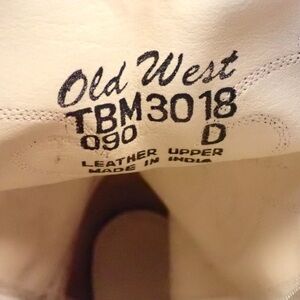 Old West
TBM3018
090 D
LEATHER UPPER
MADE IN INDIA